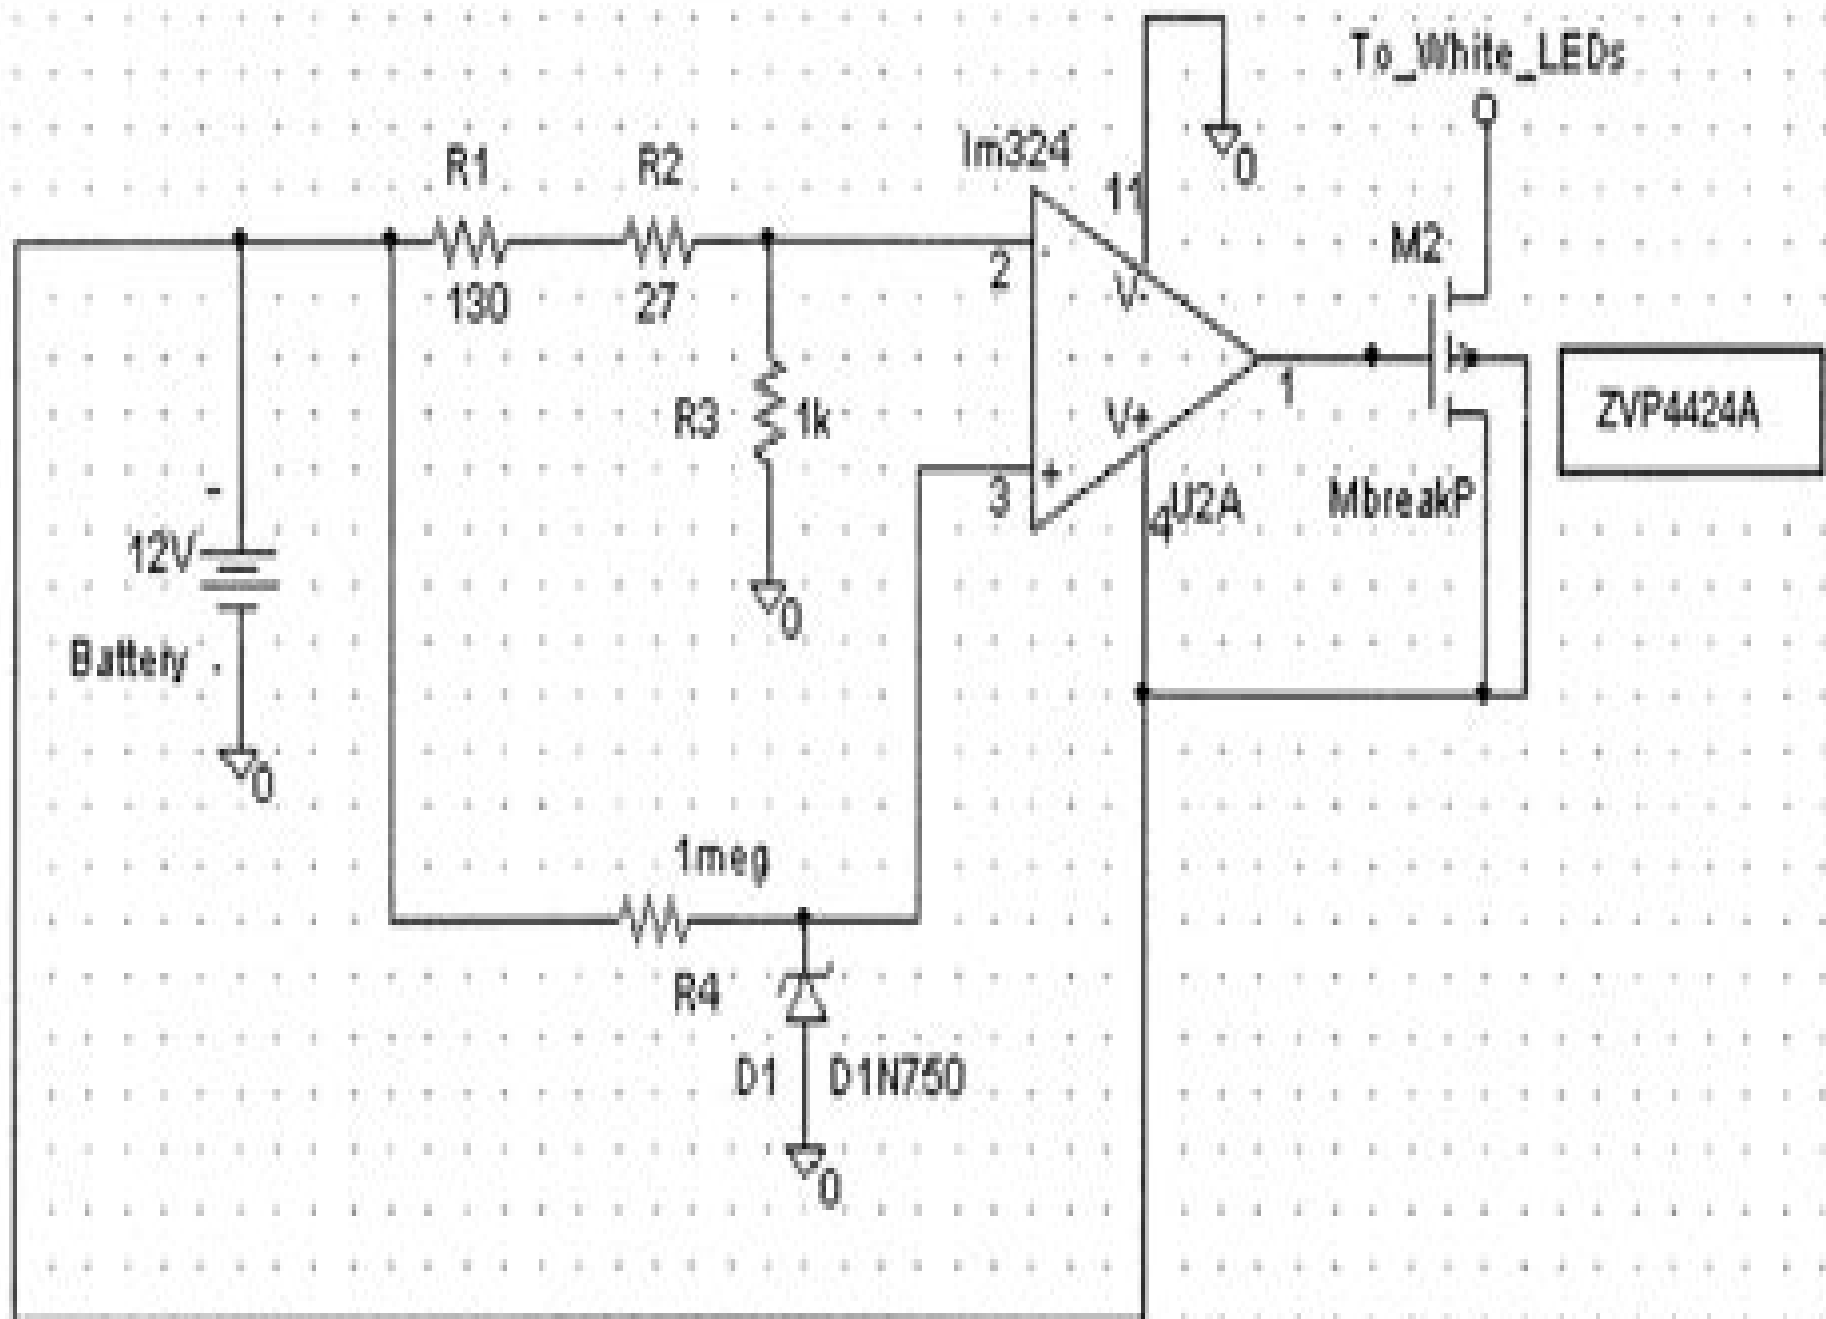 To_White_LEDs
lm324
R1
R2
11
0
130
27
2
-
V-
M2
R3
1k
1
V+
ZVP4424A
3
+
4
U2A
MbreakP
-
12V
0
Battery
0
1meg
R4
D1
D1N750
0